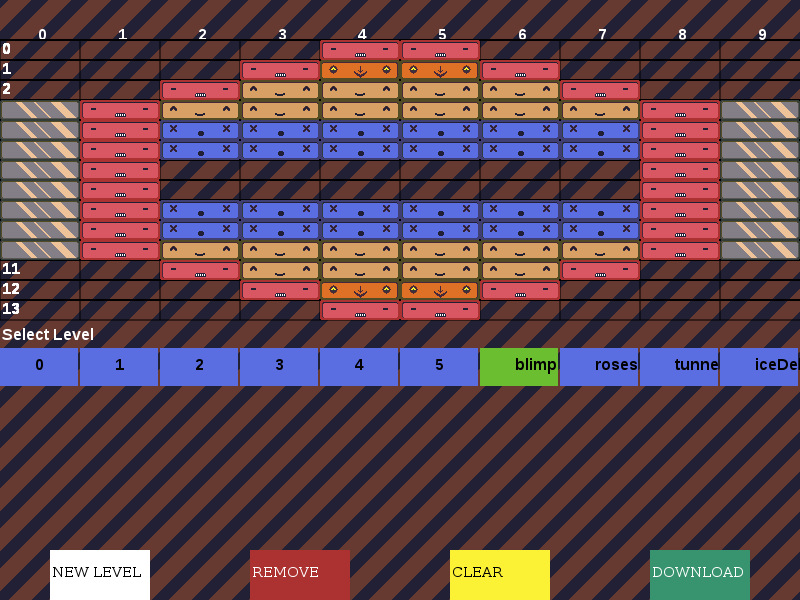 0 1 2 3 4 5 6 7 8 9
0
1
2
11
12
13
Select Level
0 1 2 3 4 5 blimp roses tunne iceDe
NEW LEVEL REMOVE CLEAR DOWNLOAD